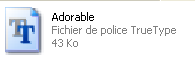 Adorable
Fichier de police TrueType
43 Ko